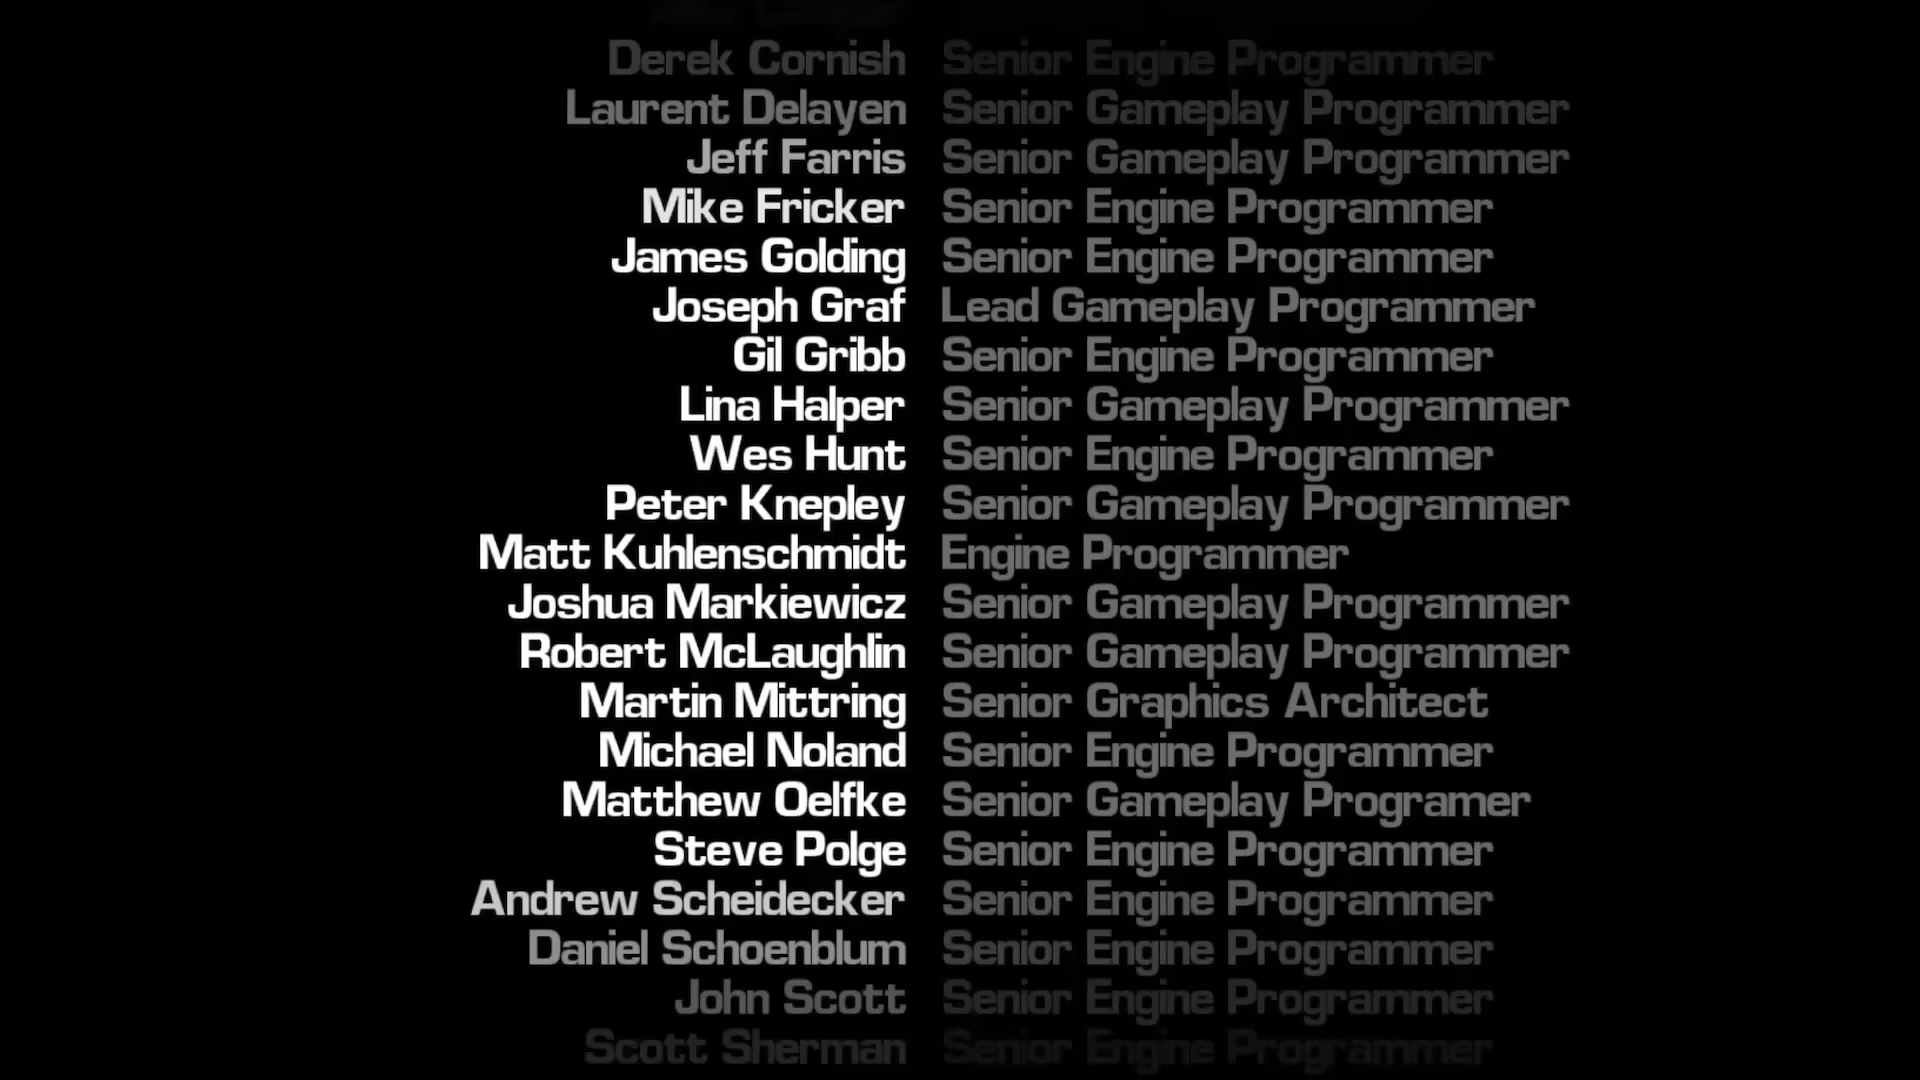 Derek Cornish Senior Engine Programmer
Laurent Delayen Senior Gameplay Programmer
Jeff Farris Senior Gameplay Programmer
Mike Fricker Senior Engine Programmer
James Golding Senior Engine Programmer
Joseph Graf Lead Gameplay Programmer
Gil Gribb Senior Engine Programmer
Lina Halper Senior Gameplay Programmer
Wes Hunt Senior Engine Programmer
Peter Knepley Senior Gameplay Programmer
Matt Kuhlenschmidt Engine Programmer
Joshua Markiewicz Senior Gameplay Programmer
Robert McLaughlin Senior Gameplay Programmer
Martin Mittring Senior Graphics Architect
Michael Noland Senior Engine Programmer
Matthew Oelfke Senior Gameplay Programer
Steve Polge Senior Engine Programmer
Andrew Scheidecker Senior Engine Programmer
Daniel Schoenblum Senior Engine Programmer
John Scott Senior Engine Programmer
Scott Sherman Senior Engine Programmer